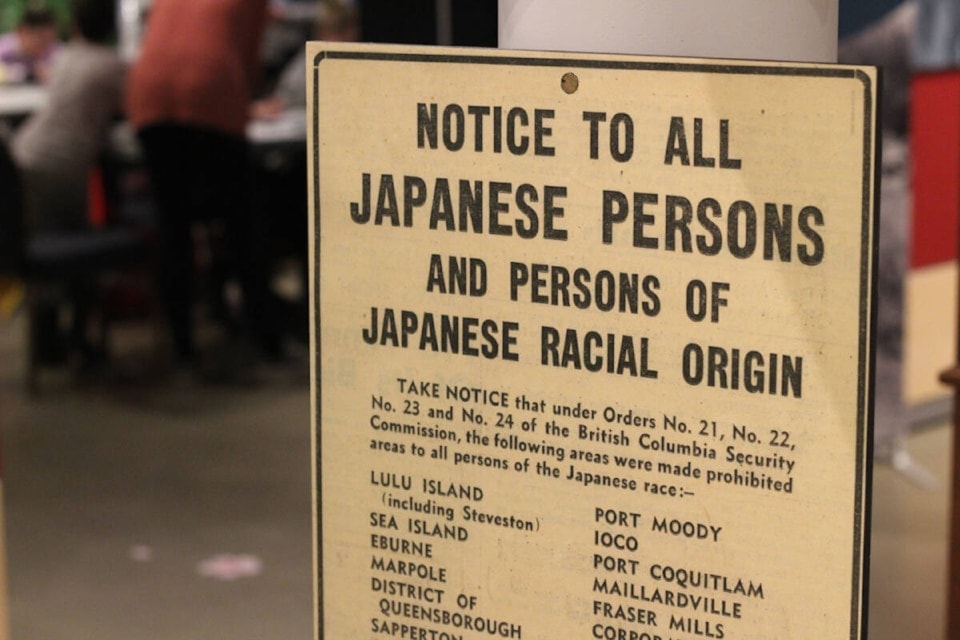 NOTICE TO ALL
JAPANESE PERSONS
AND PERSONS OF
JAPANESE RACIAL ORIGIN
TAKE NOTICE that under Orders No. 21, No. 22,
No. 23 and No. 24 of the British Columbia Security
Commission, the following areas were made prohibited
areas to all persons of the Japanese race:—
LULU ISLAND
(including Steveston)
SEA ISLAND
EBURNE
MARPOLE
DISTRICT OF
QUEENSBOROUGH
SAPPERTON
PORT MOODY
IOCO
PORT COQUITLAM
MAILLARDVILLE
FRASER MILLS